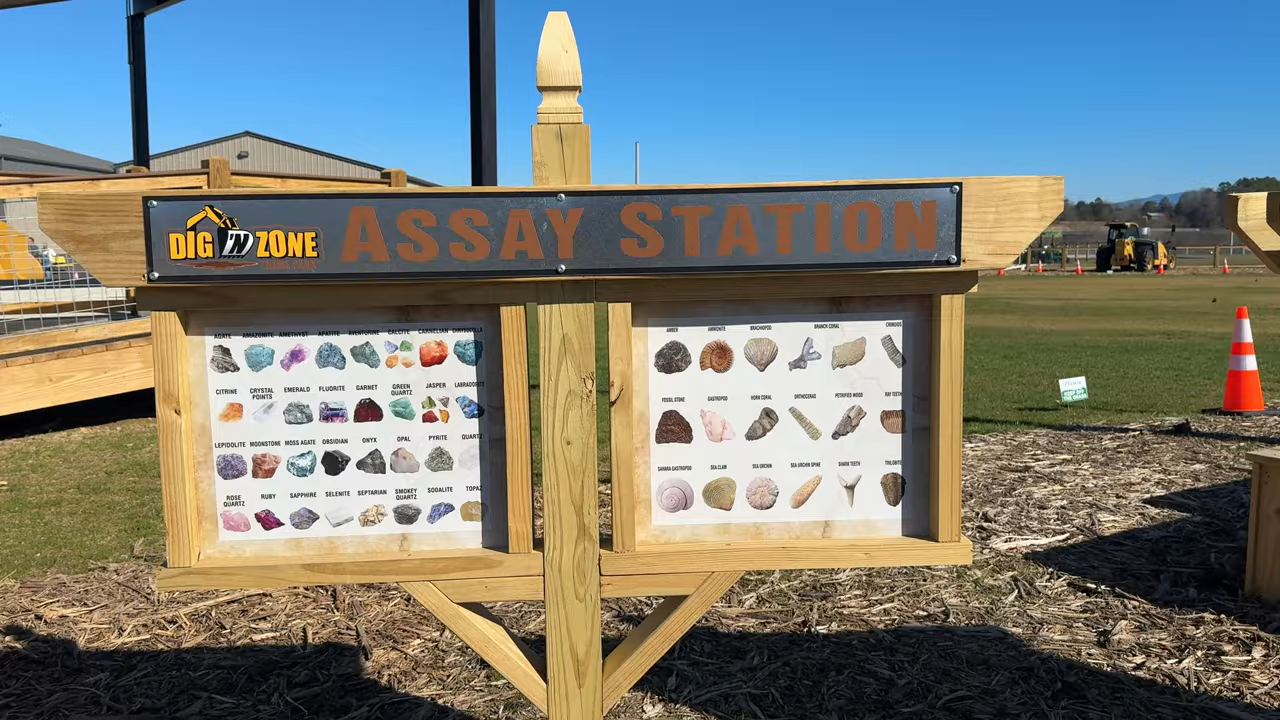 DIG IN ZONE
ASSAY STATION
AGATE AMAZONITE AMETHYST APATITE AVENTURINE CALCITE CARNELIAN CHRYSOCOLLA
CITRINE CRYSTAL POINTS EMERALD FLUORITE GARNET GREEN QUARTZ JASPER LABRADORITE
LEPIDOLITE MOONSTONE MOSS AGATE OBSIDIAN ONYX OPAL PYRITE QUARTZ
ROSE QUARTZ RUBY SAPPHIRE SELENITE SEPTARIAN SMOKEY QUARTZ SODALITE TOPAZ
AMBER AMMONITE BRACHIOPOD BRANCH CORAL CRINOIDS
FOSSIL STONE GASTROPOD HORN CORAL ORTHOCERAS PETRIFIED WOOD RAY TEETH
SAHARA GASTROPOD SEA CLAM SEA URCHIN SEA URCHIN SPINE SHARK TEETH TRILOBITE